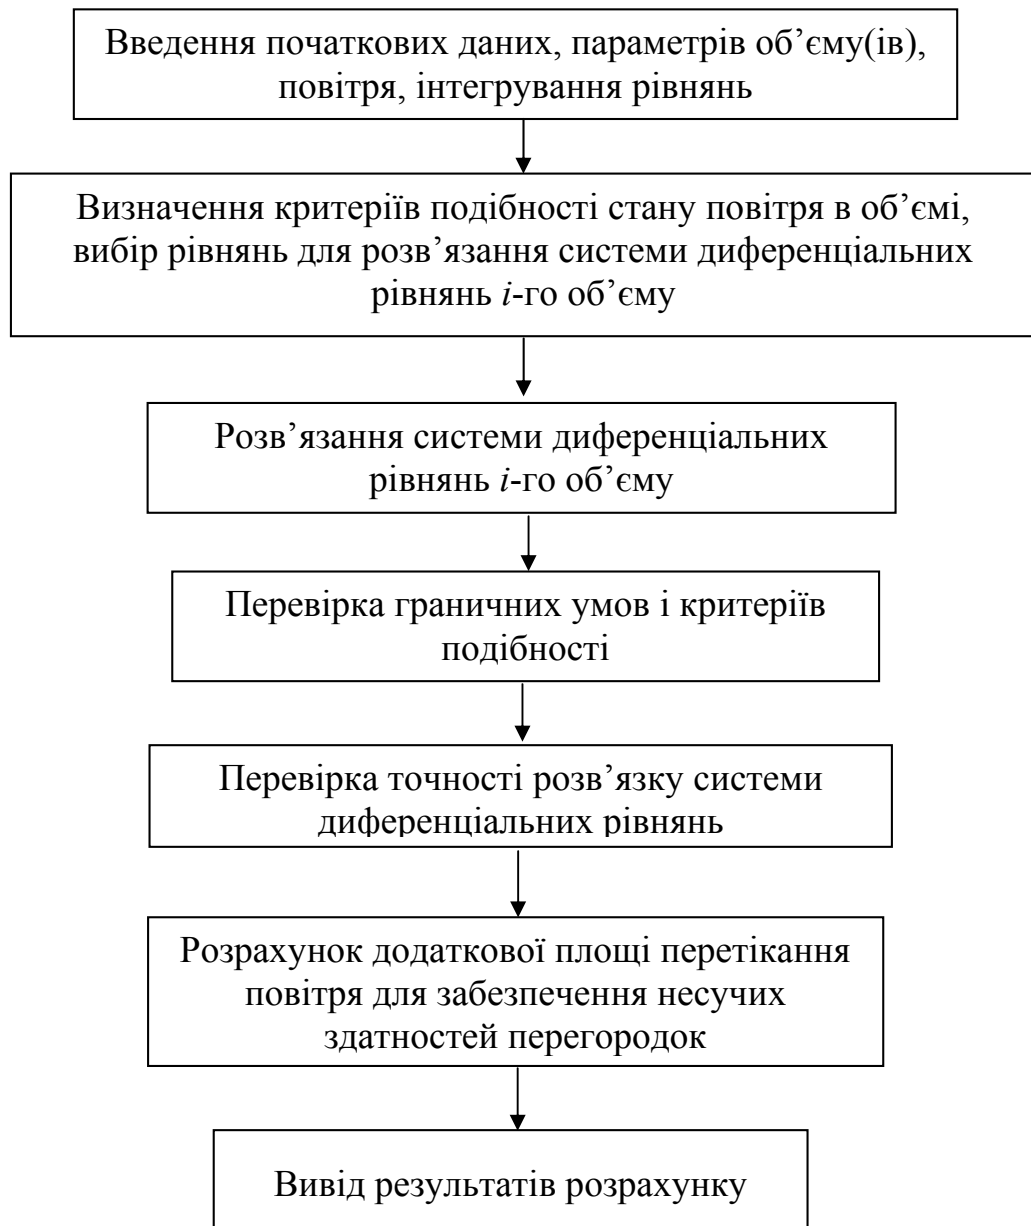 Введення початкових даних, параметрів об’єму(ів),
повітря, інтегрування рівнянь
Визначення критеріїв подібності стану повітря в об’ємі,
вибір рівнянь для розв’язання системи диференціальних
рівнянь i-го об’єму
Розв’язання системи диференціальних
рівнянь i-го об’єму
Перевірка граничних умов і критеріїв
подібності
Перевірка точності розв’язку системи
диференціальних рівнянь
Розрахунок додаткової площі перетікання
повітря для забезпечення несучих
здатностей перегородок
Вивід результатів розрахунку